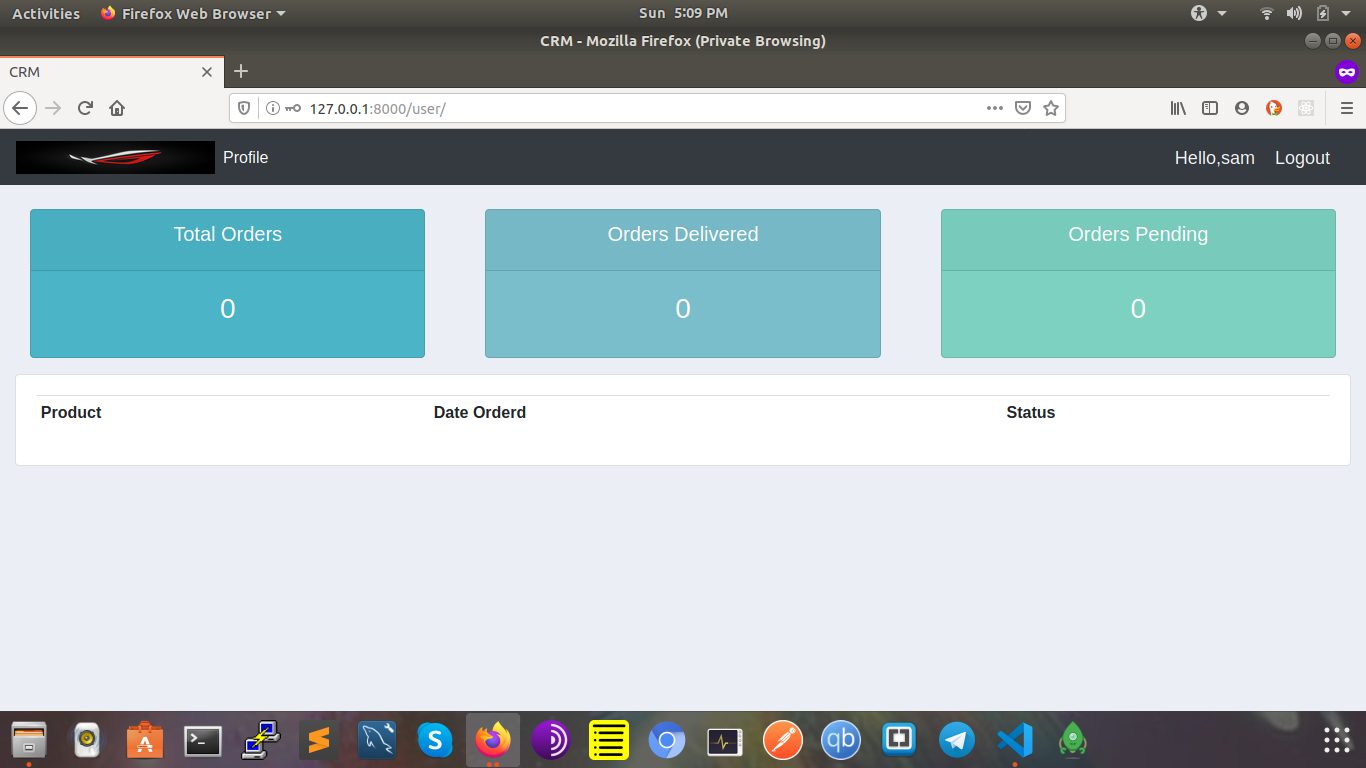 Activities Firefox Web Browser Sun 5:09 PM
CRM - Mozilla Firefox (Private Browsing)
CRM
127.0.0.1:8000/user/
Profile Hello,sam Logout
Total Orders Orders Delivered Orders Pending
0 0 0
Product Date Orderd Status
S qb